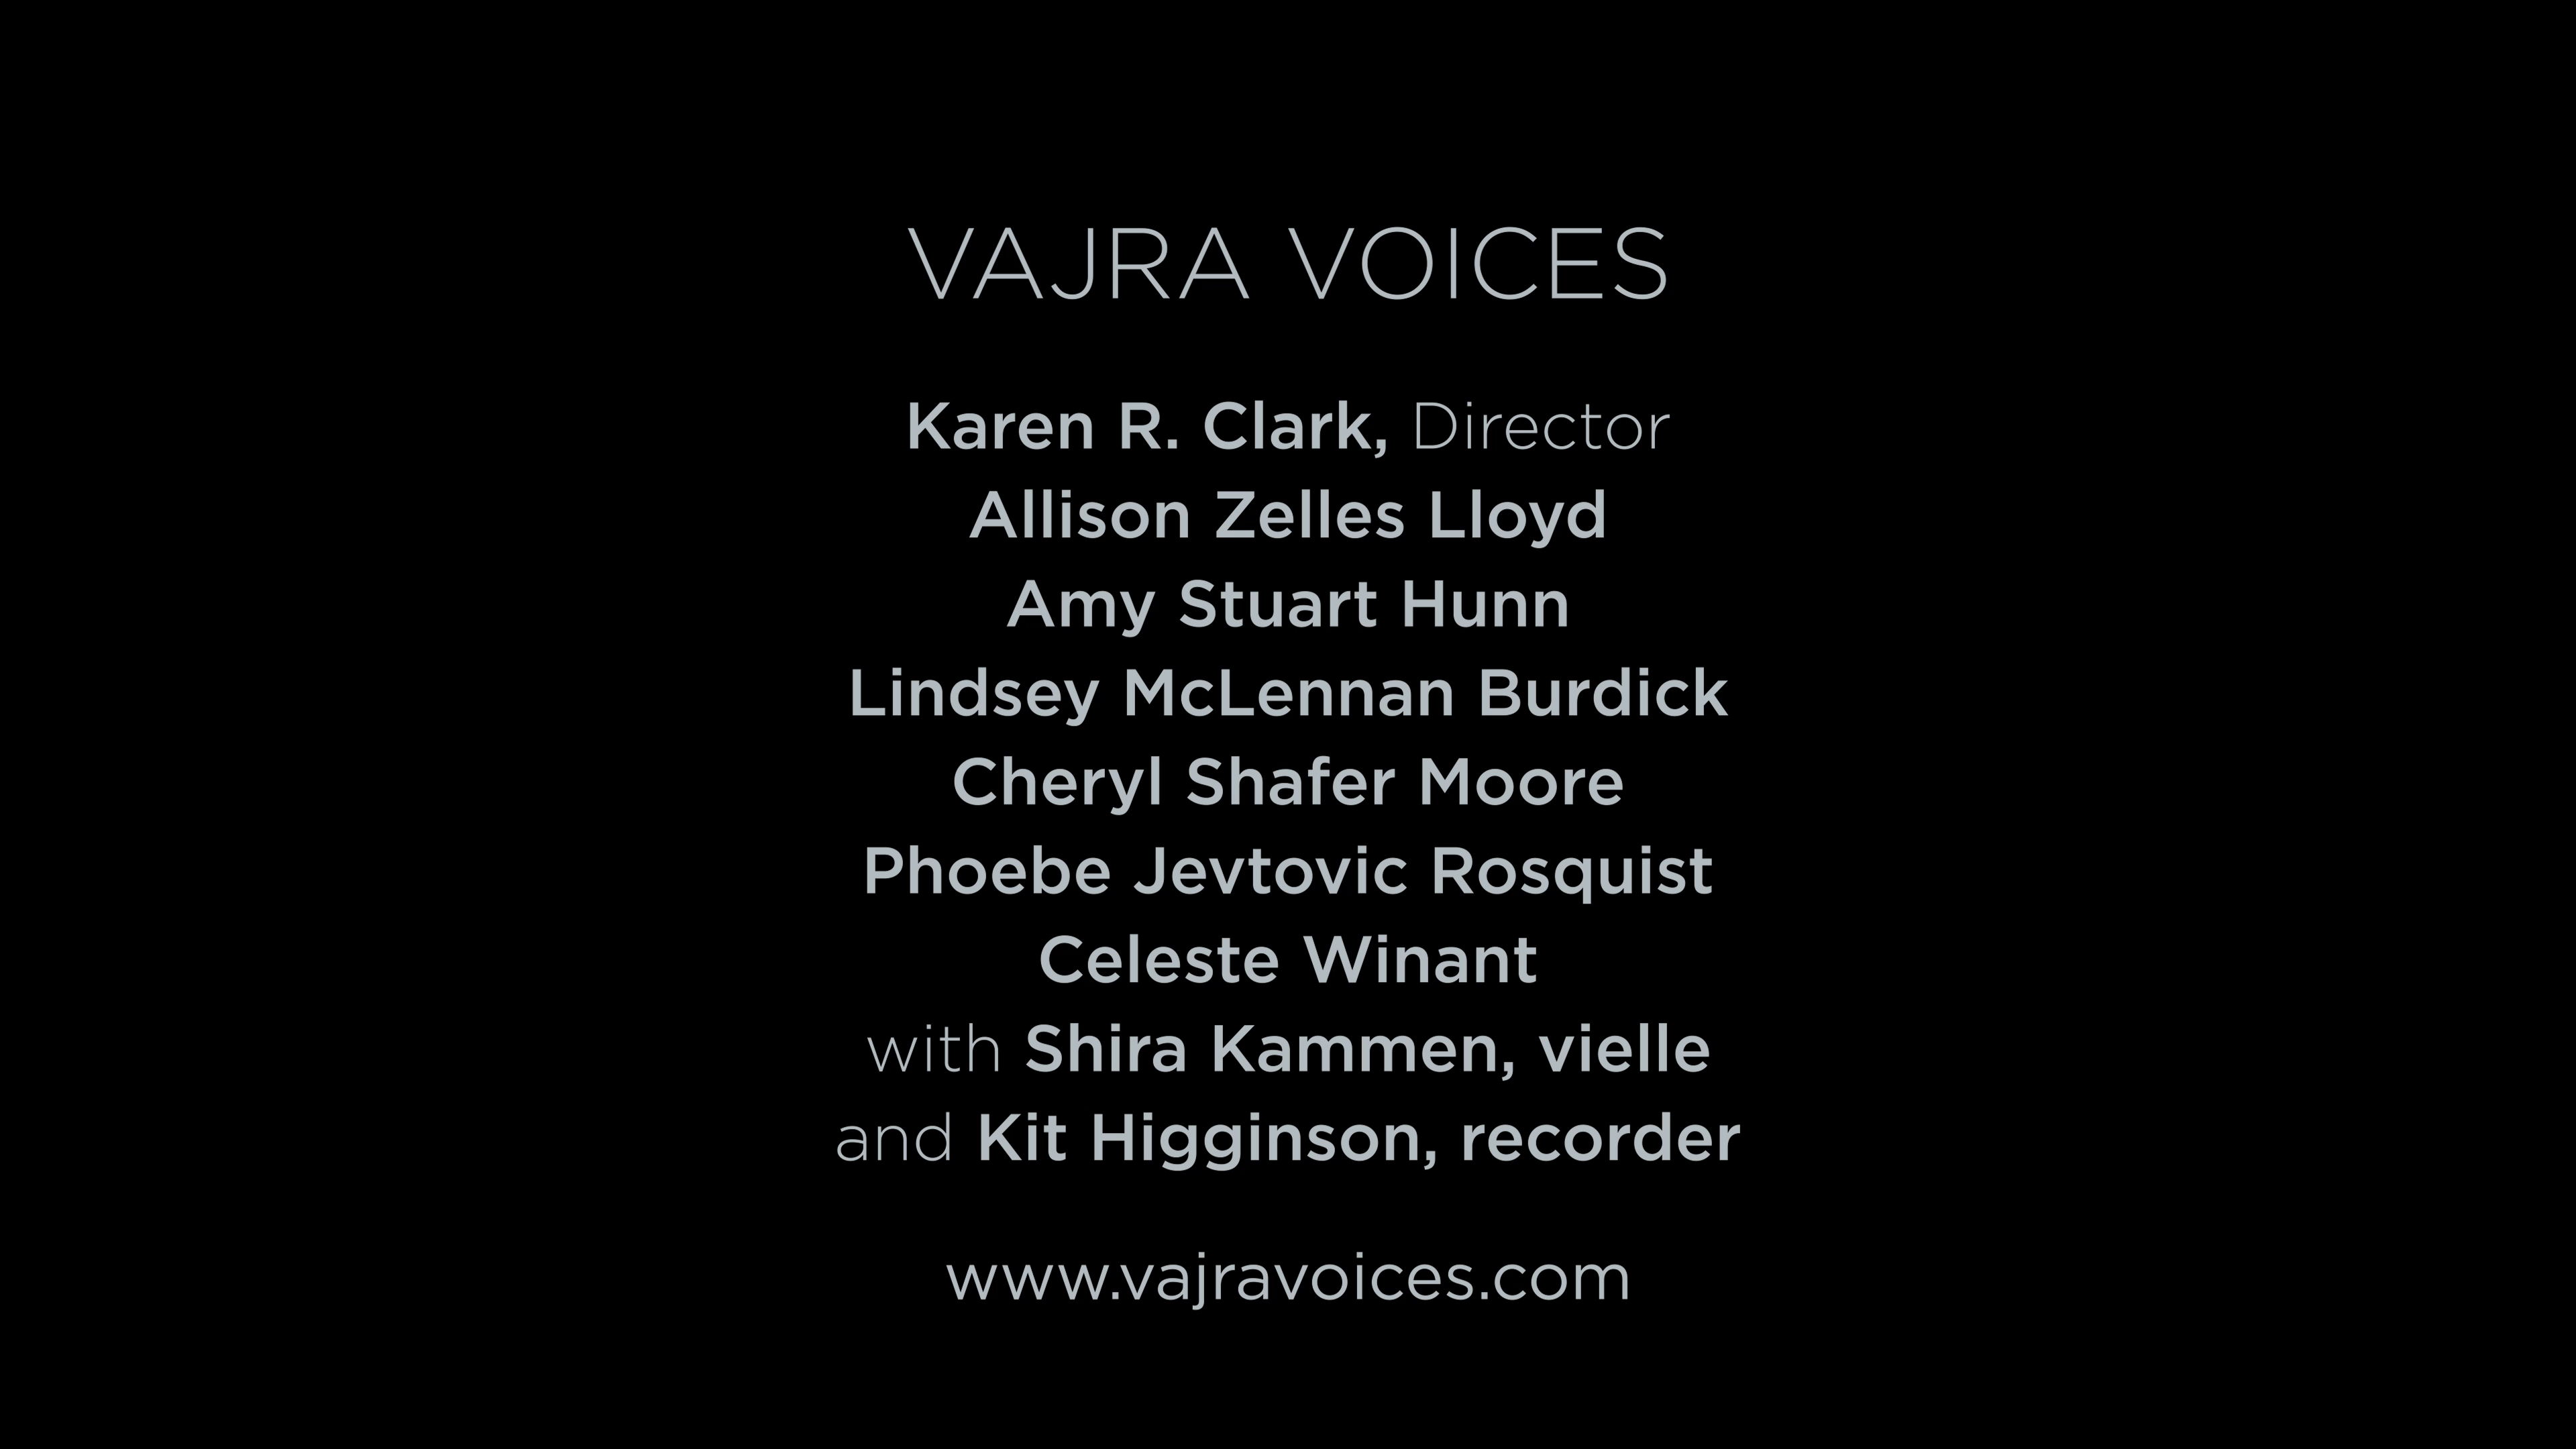 VAJRA VOICES
Karen R. Clark, Director
Allison Zelles Lloyd
Amy Stuart Hunn
Lindsey McLennan Burdick
Cheryl Shafer Moore
Phoebe Jevtovic Rosquist
Celeste Winant
with Shira Kammen, vielle
and Kit Higginson, recorder
www.vajravoices.com